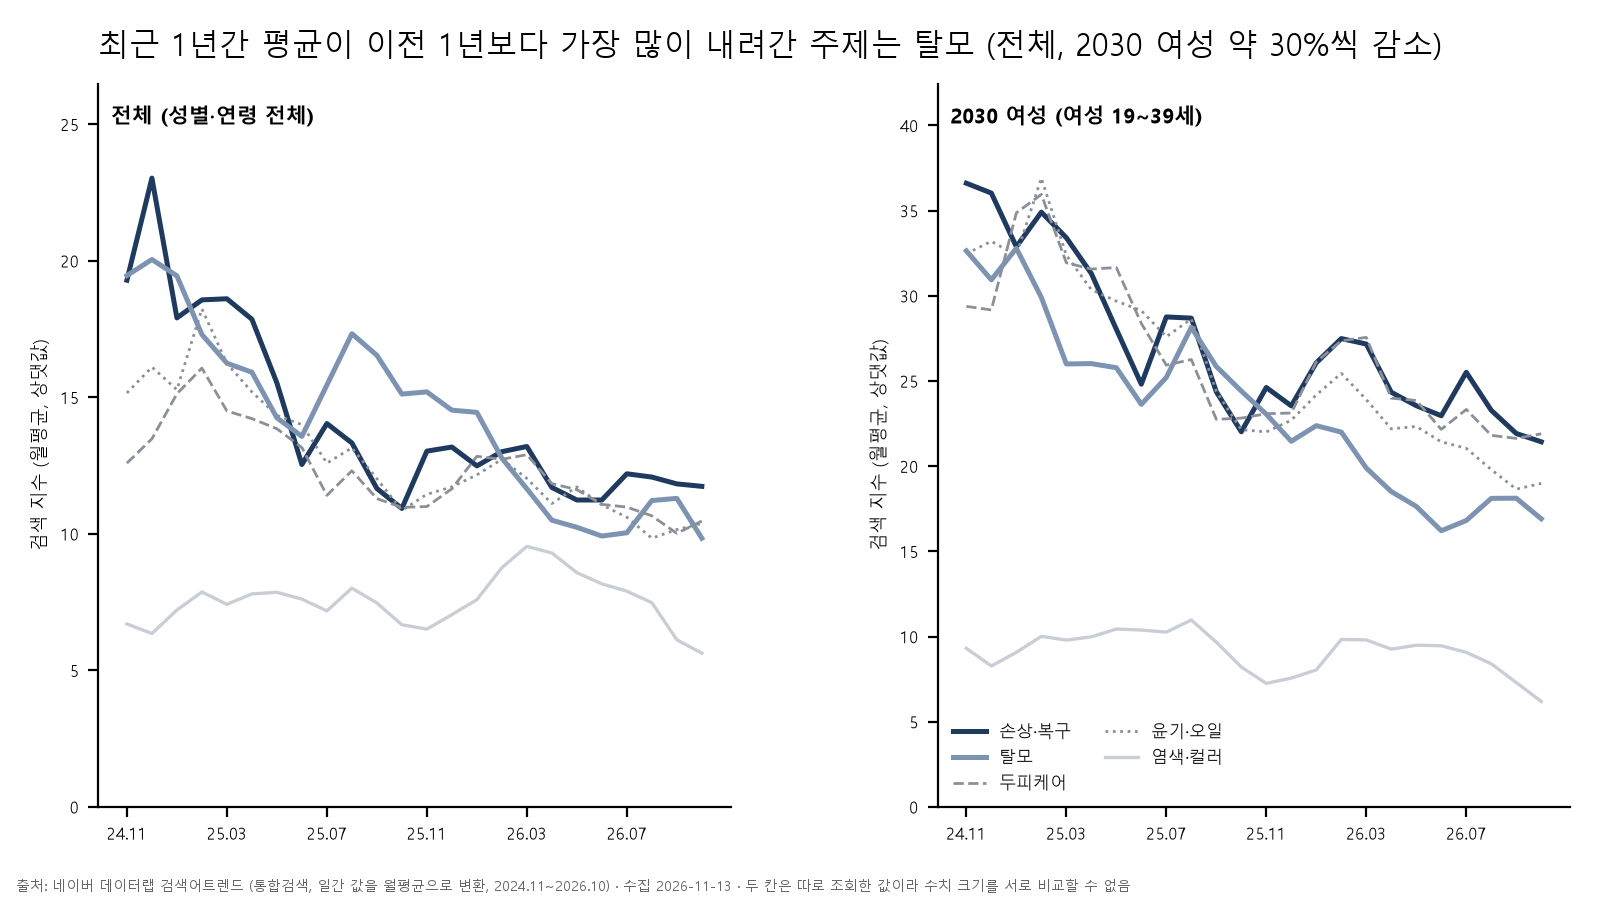 최근 1년간 평균이 이전 1년보다 가장 많이 내려간 주제는 탈모 (전체, 2030 여성 약 30%씩 감소)
전체 (성별·연령 전체)
검색 지수 (월평균, 상댓값)
25
20
15
10
5
0
24.11 25.03 25.07 25.11 26.03 26.07
2030 여성 (여성 19~39세)
검색 지수 (월평균, 상댓값)
40
35
30
25
20
15
10
5
0
손상·복구
탈모
두피케어
윤기·오일
염색·컬러
24.11 25.03 25.07 25.11 26.03 26.07
출처: 네이버 데이터랩 검색어트렌드 (통합검색, 일간 값을 월평균으로 변환, 2024.11~2026.10) · 수집 2026-11-13 · 두 칸은 따로 조회한 값이라 수치 크기를 서로 비교할 수 없음